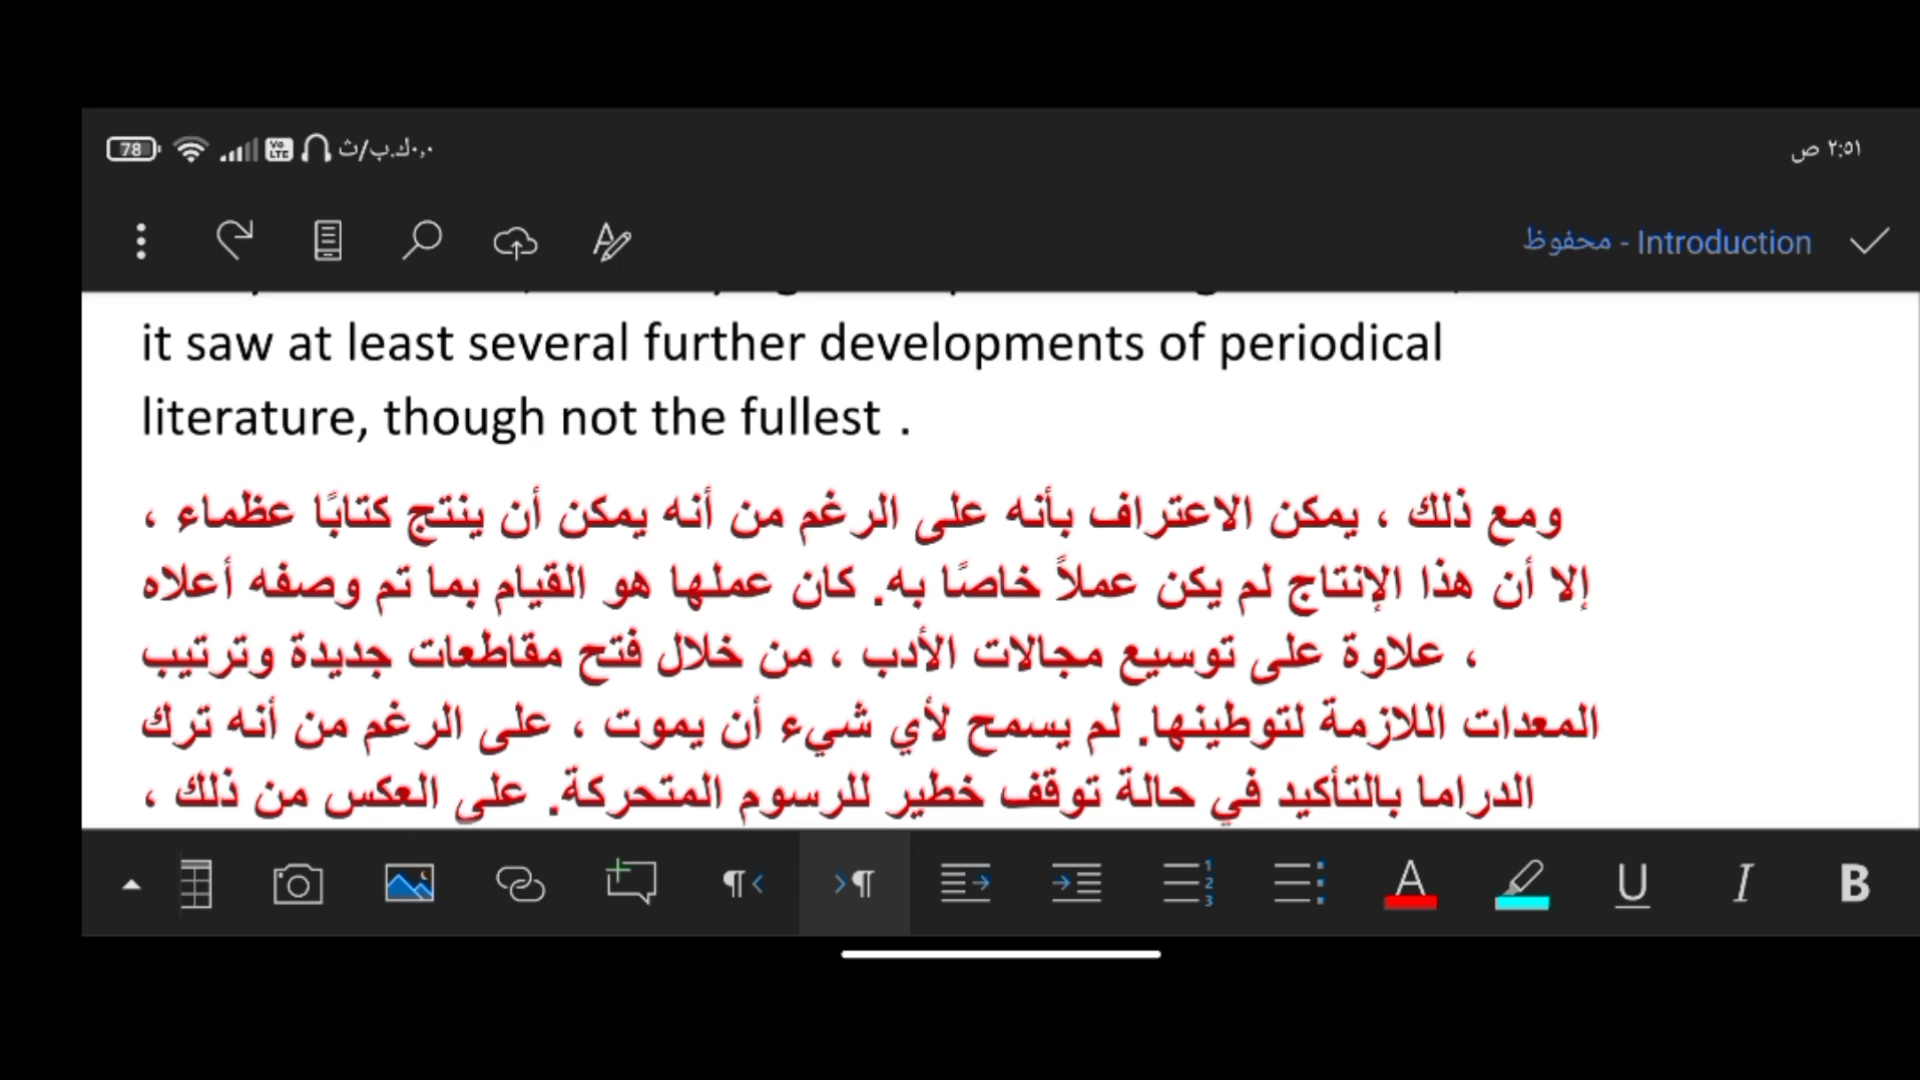 78 VoLTE ٠,٠ك.ب/ث
٢:٥١ ص
محفوظ - Introduction
it saw at least several further developments of periodical
literature, though not the fullest .
ومع ذلك ، يمكن الاعتراف بأنه على الرغم من أنه يمكن أن ينتج كتابًا عظماء ،
إلا أن هذا الإنتاج لم يكن عملاً خاصًا به. كان عملها هو القيام بما تم وصفه أعلاه
، علاوة على توسيع مجالات الأدب ، من خلال فتح مقاطعات جديدة وترتيب
المعدات اللازمة لتوطينها. لم يسمح لأي شيء أن يموت ، على الرغم من أنه ترك
الدراما بالتأكيد في حالة توقف خطير للرسوم المتحركة. على العكس من ذلك ،
A U I B